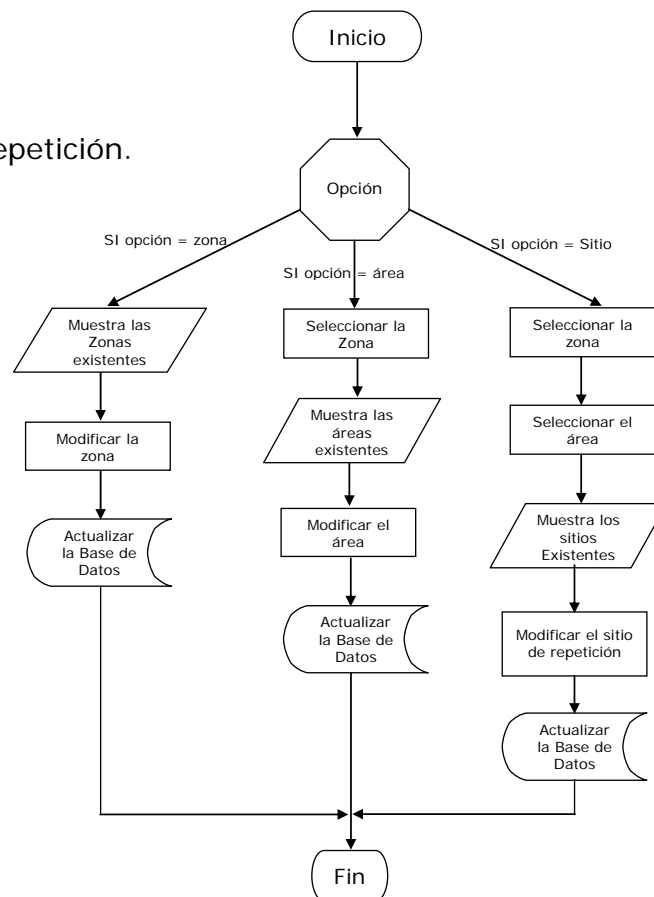 Inicio
epetición.
Opción
SI opción = zona
SI opción = área
SI opción = Sitio
Muestra las
Zonas
existentes
Modificar la
zona
Actualizar
la Base de
Datos
Seleccionar la
Zona
Muestra las
áreas
existentes
Modificar el
área
Actualizar
la Base de
Datos
Seleccionar la
zona
Seleccionar el
área
Muestra los
sitios
Existentes
Modificar el sitio
de repetición
Actualizar
la Base de
Datos
Fin